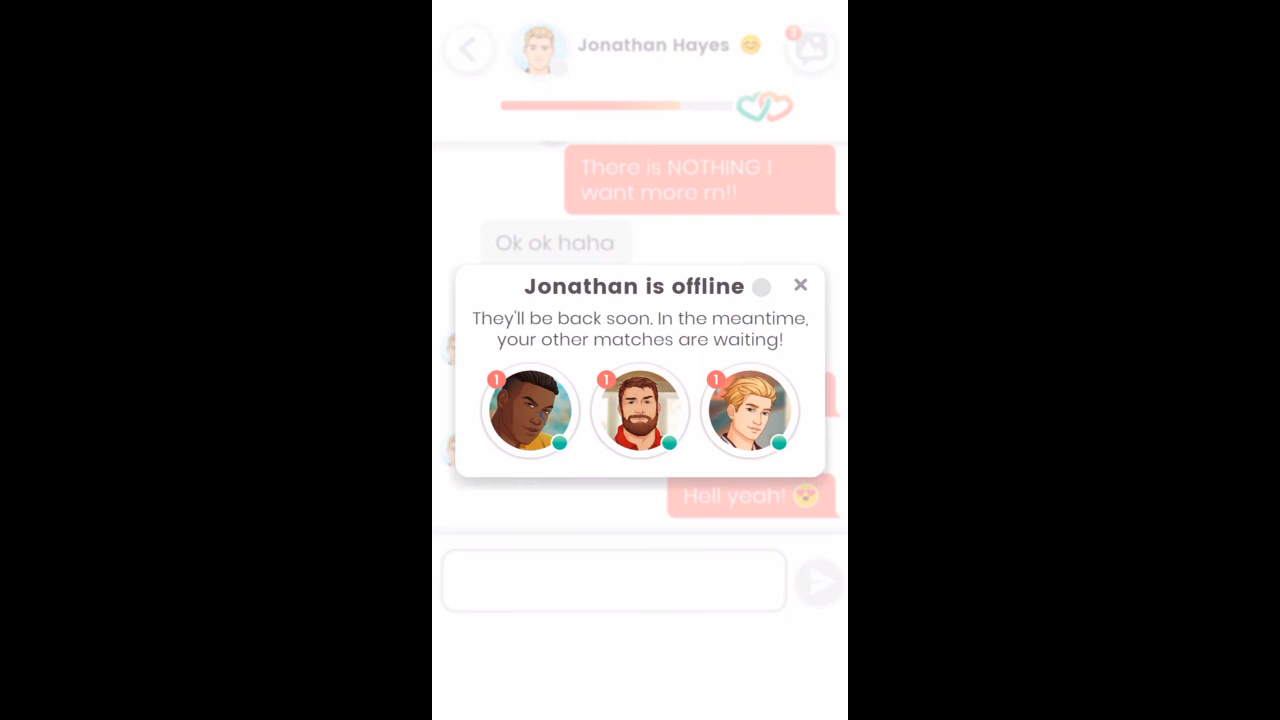 Jonathan Hayes
There is NOTHING I
want more rn!!
Ok ok haha
Jonathan is offline
They'll be back soon. In the meantime,
your other matches are waiting!
1
1
1
Hell yeah!